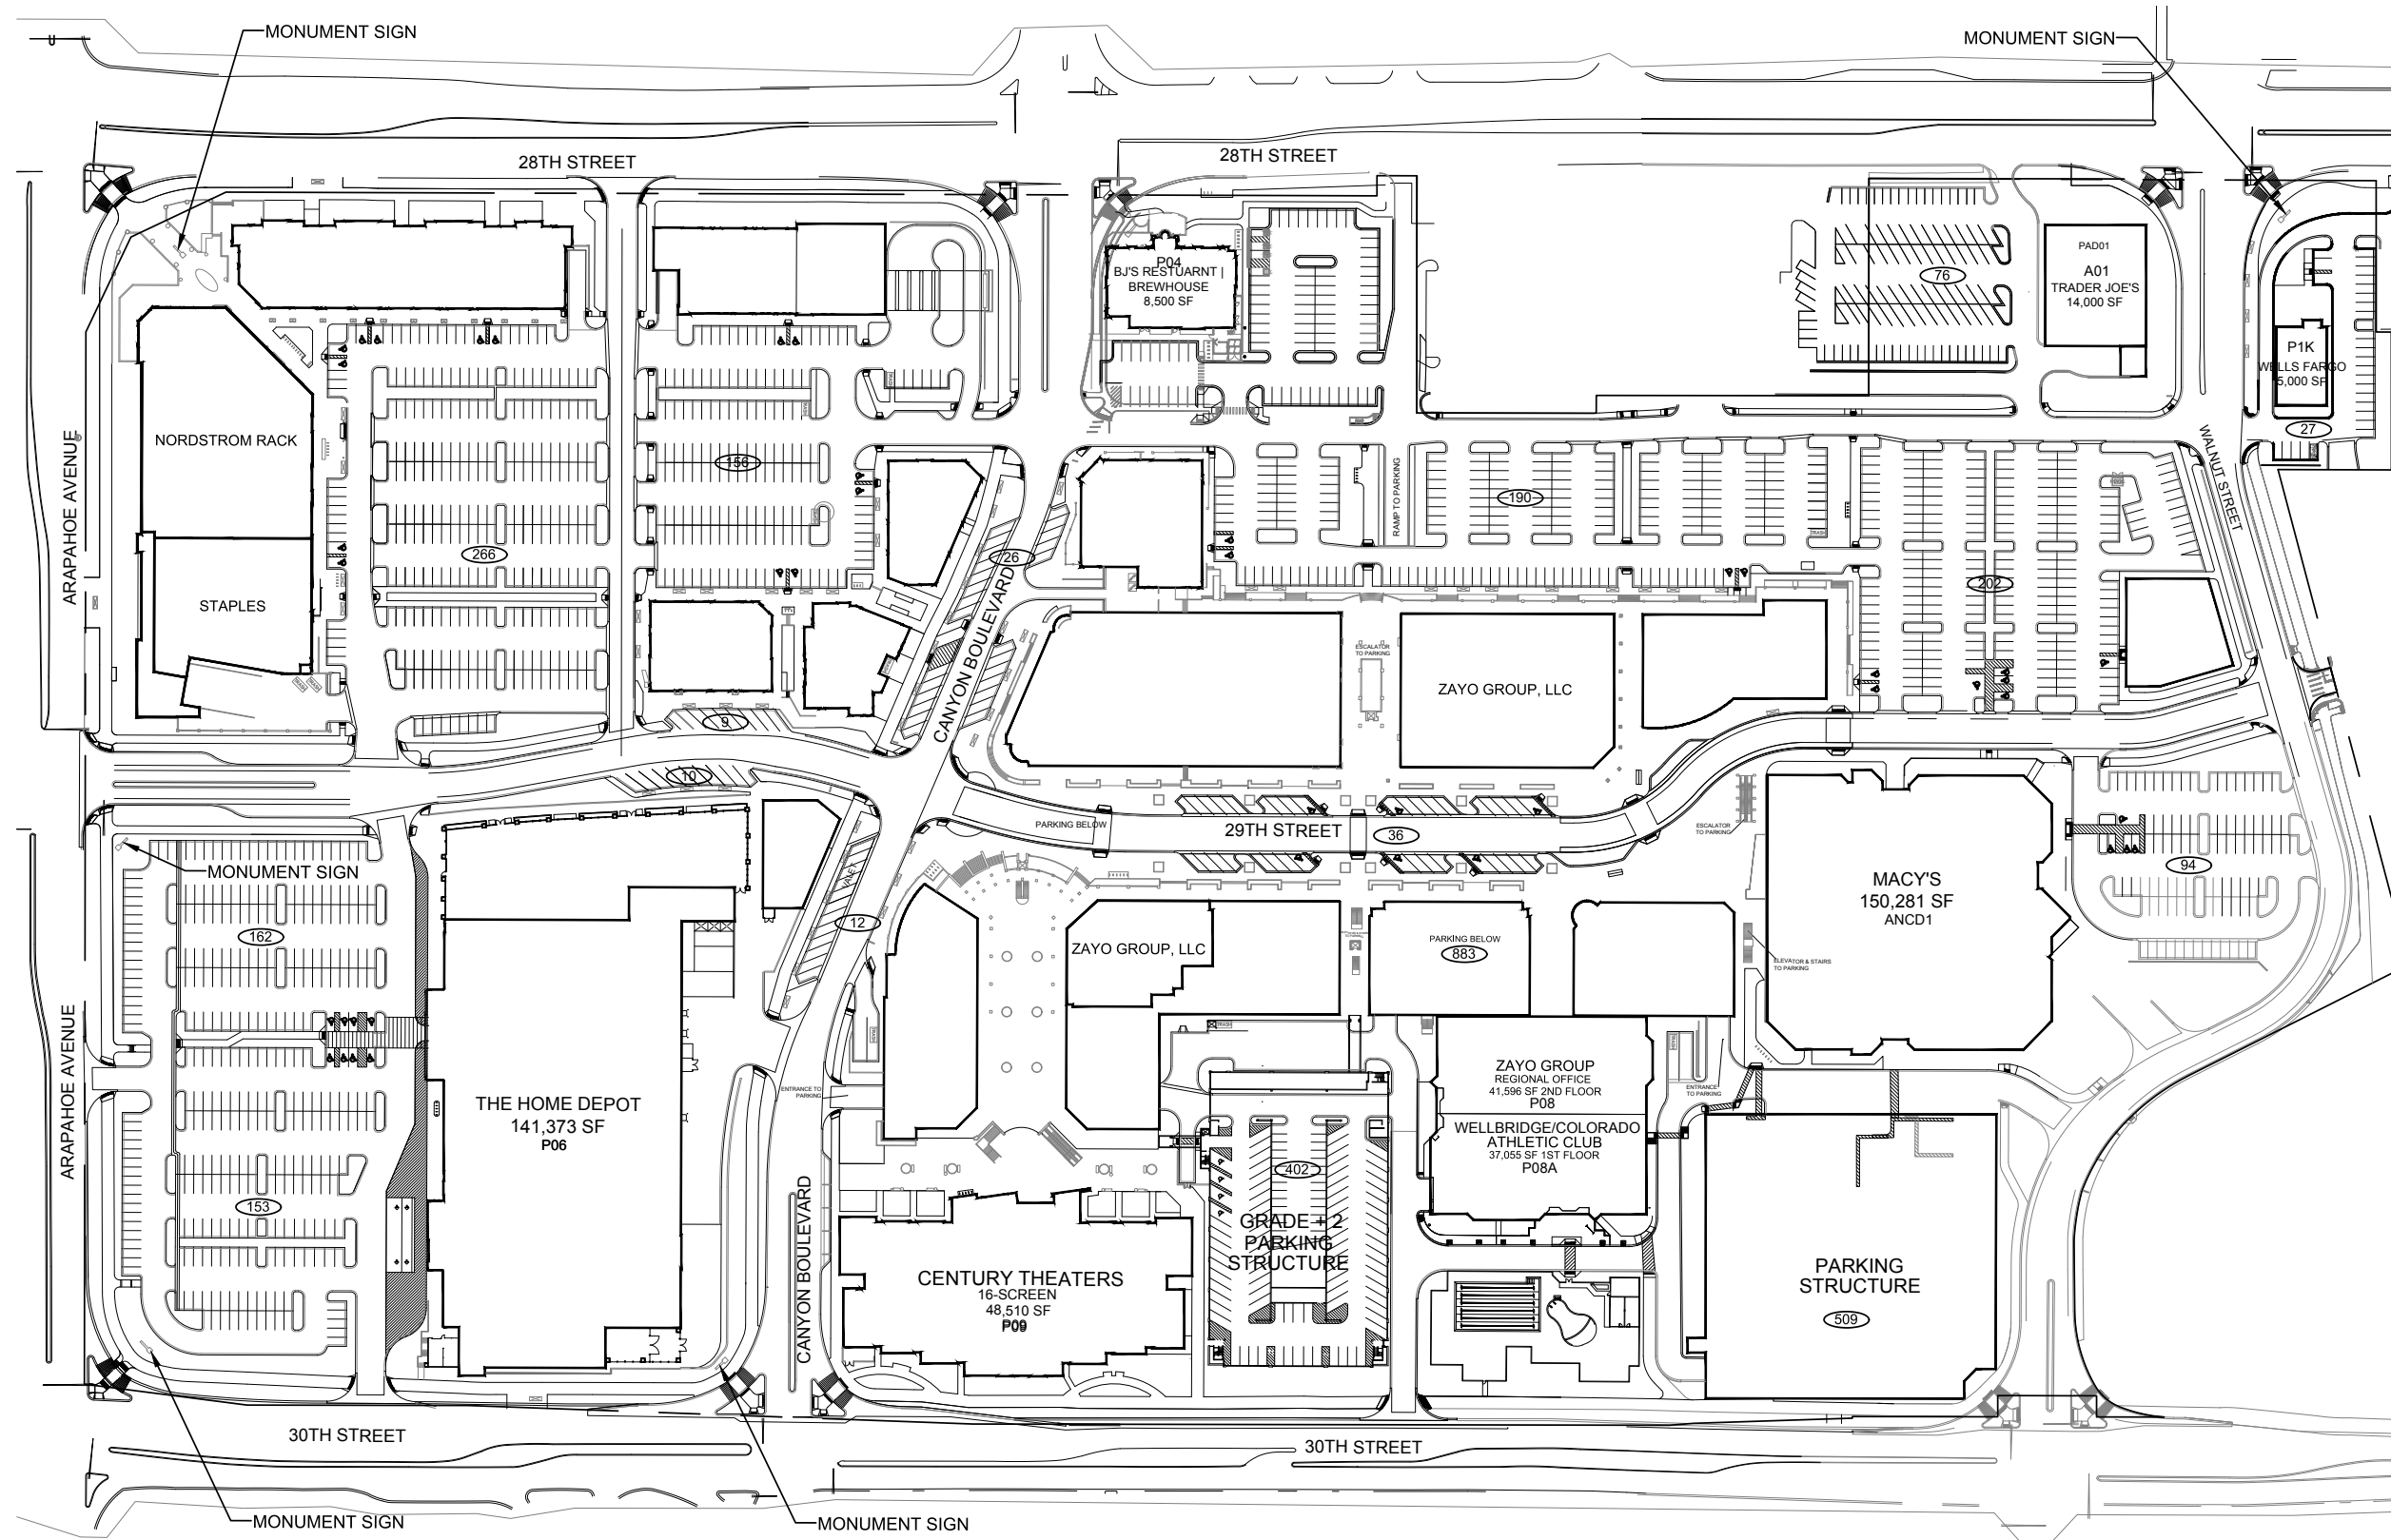 MONUMENT SIGN
MONUMENT SIGN
28TH STREET
28TH STREET
P04
BJ'S RESTUARNT |
BREWHOUSE
8,500 SF
76
PAD01
A01
TRADER JOE'S
14,000 SF
P1K
WELLS FARGO
5,000 SF
27
ARAPAHOE AVENUE
NORDSTROM RACK
STAPLES
266
156
26
CANYON BOULEVARD
RAMP TO PARKING
190
202
WALNUT STREET
TRASH
ESCALATOR
TO PARKING
ZAYO GROUP, LLC
9
10
PARKING BELOW
29TH STREET
36
ESCALATOR
TO PARKING
MONUMENT SIGN
162
VALET
12
ZAYO GROUP, LLC
PARKING BELOW
883
MACY'S
150,281 SF
ANCD1
94
ELEVATOR & STAIRS
TO PARKING
ARAPAHOE AVENUE
TRASH
TRASH
TRASH
ENTRANCE TO
PARKING
ENTRANCE
TO PARKING
THE HOME DEPOT
141,373 SF
P06
ZAYO GROUP
REGIONAL OFFICE
41,596 SF 2ND FLOOR
P08
WELLBRIDGE/COLORADO
ATHLETIC CLUB
37,055 SF 1ST FLOOR
P08A
153
402
GRADE + 2
PARKING
STRUCTURE
CANYON BOULEVARD
CENTURY THEATERS
16-SCREEN
48,510 SF
P09
PARKING
STRUCTURE
509
30TH STREET
30TH STREET
MONUMENT SIGN
MONUMENT SIGN